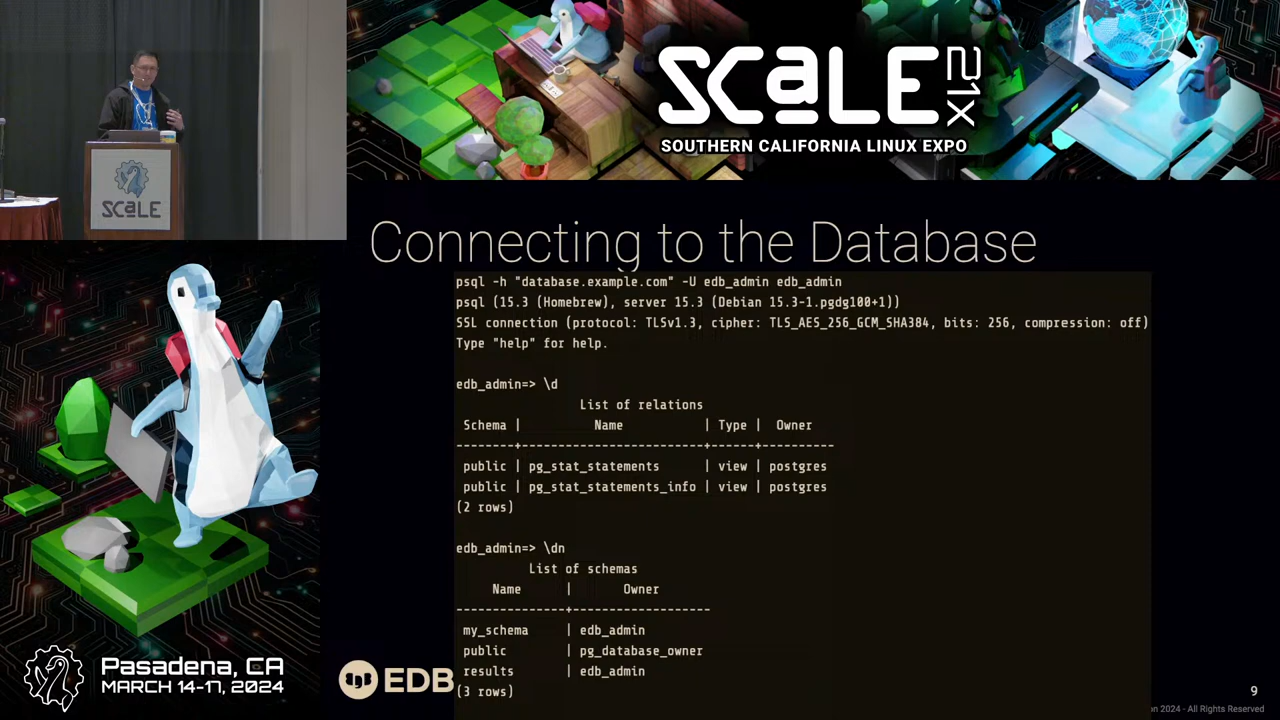 SCaLE 21X
SOUTHERN CALIFORNIA LINUX EXPO
SCaLE
Connecting to the Database
psql -h "database.example.com" -U edb_admin edb_admin
psql (15.3 (Homebrew), server 15.3 (Debian 15.3-1.pgdg100+1))
SSL connection (protocol: TLSv1.3, cipher: TLS_AES_256_GCM_SHA384, bits: 256, compression: off)
Type "help" for help.
edb_admin=> \d
List of relations
Schema | Name | Type | Owner
--------+-------------------------+------+----------
public | pg_stat_statements | view | postgres
public | pg_stat_statements_info | view | postgres
(2 rows)
edb_admin=> \dn
List of schemas
Name | Owner
---------------+-------------------
my_schema | edb_admin
public | pg_database_owner
results | edb_admin
(3 rows)
Pasadena, CA
MARCH 14-17, 2024
EDB
9
on 2024 - All Rights Reserved